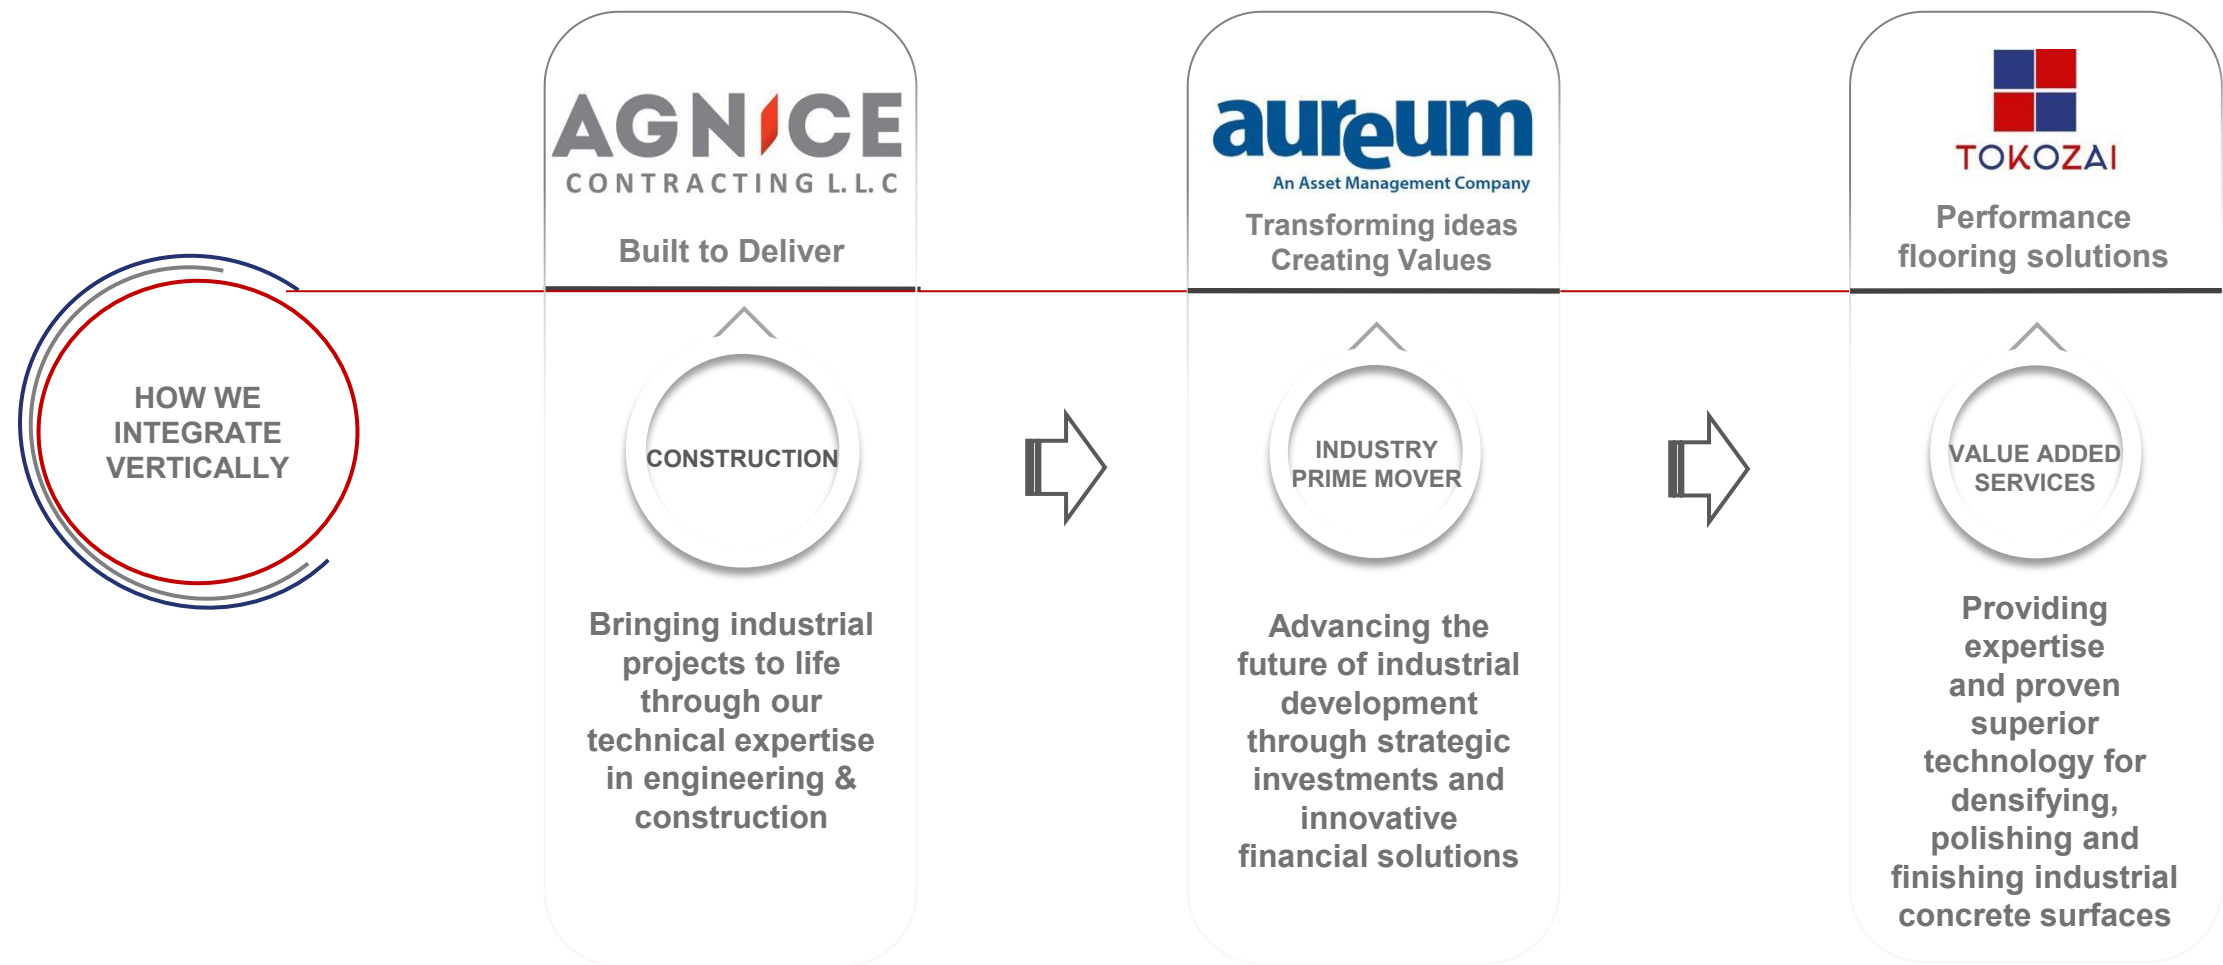 HOW WE
INTEGRATE
VERTICALLY
AGNICE
CONTRACTING L.L.C
Built to Deliver
CONSTRUCTION
Bringing industrial
projects to life
through our
technical expertise
in engineering &
construction
aureum
An Asset Management Company
Transforming ideas
Creating Values
INDUSTRY
PRIME MOVER
Advancing the
future of industrial
development
through strategic
investments and
innovative
financial solutions
TOKOZAI
Performance
flooring solutions
VALUE ADDED
SERVICES
Providing
expertise
and proven
superior
technology for
densifying,
polishing and
finishing industrial
concrete surfaces